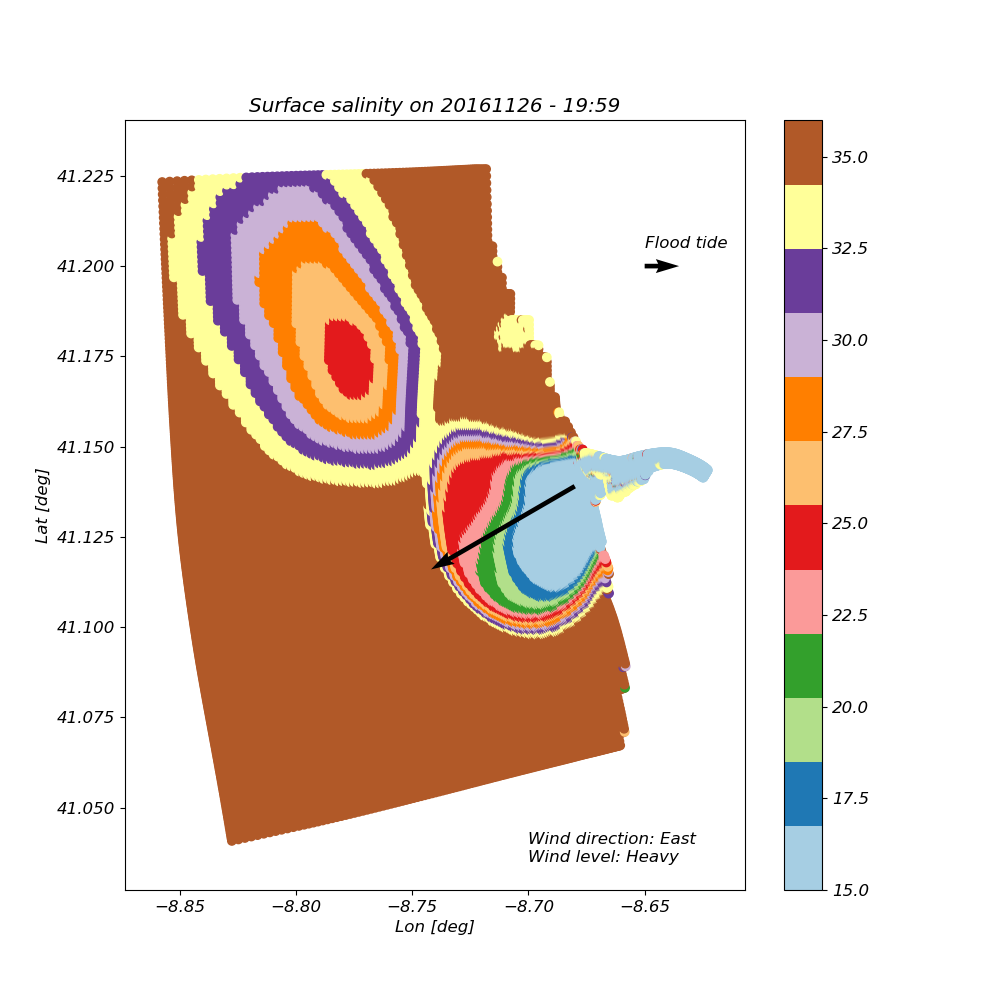 Surface salinity on 20161126 - 19:59
41.225
41.200
41.175
41.150
41.125
41.100
41.075
41.050
Lat [deg]
Flood tide
Wind direction: East
Wind level: Heavy
−8.85 −8.80 −8.75 −8.70 −8.65
Lon [deg]
35.0
32.5
30.0
27.5
25.0
22.5
20.0
17.5
15.0